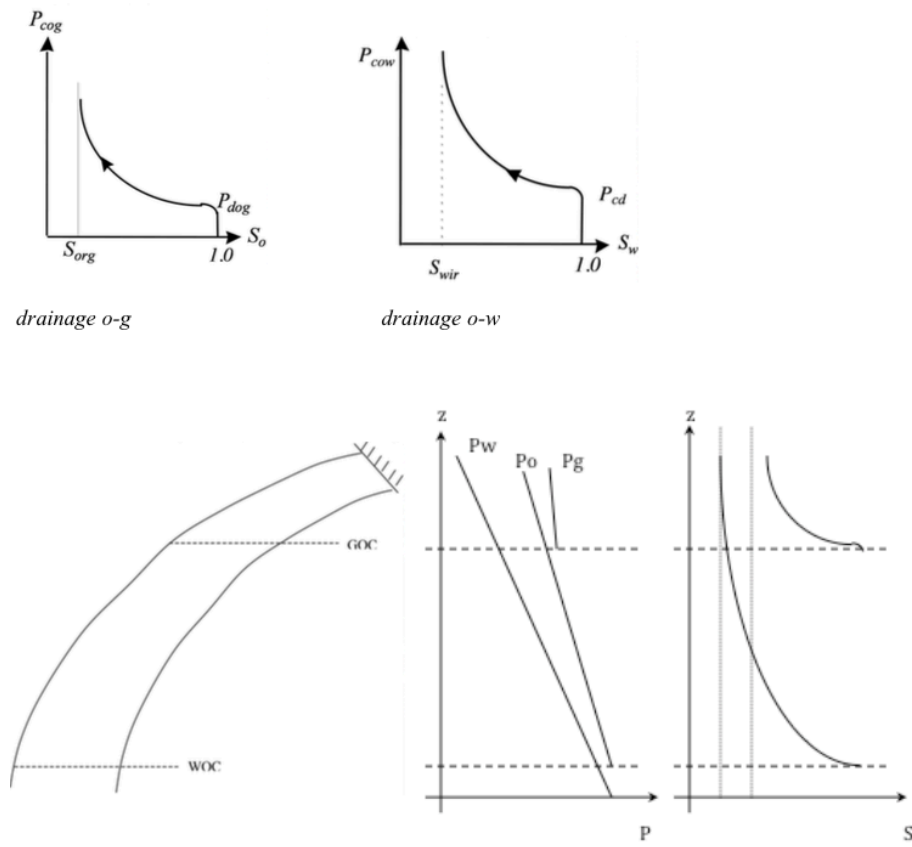 P_cog
P_dog
S_o
S_org
1.0
drainage o-g
P_cow
P_cd
S_w
S_wir
1.0
drainage o-w
GOC
WOC
z
Pw
Po
Pg
P
z
S